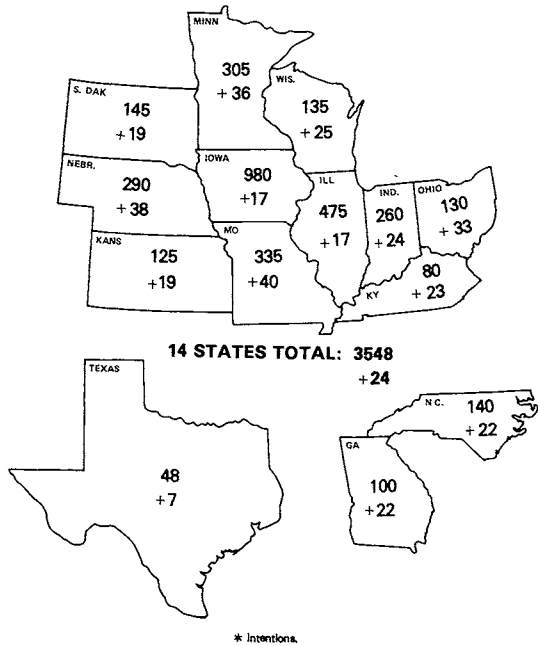 MINN
305
+ 36
WIS.
135
+ 25
S. DAK
145
+ 19
NEBR.
290
+ 38
IOWA
980
+17
ILL
475
+ 17
IND.
260
+ 24
OHIO
130
+ 33
KANS
125
+ 19
MO
335
+40
KY
80
+ 23
14 STATES TOTAL: 3548
+ 24
TEXAS
48
+ 7
N C.
140
+ 22
GA
100
+ 22
* Intentions.